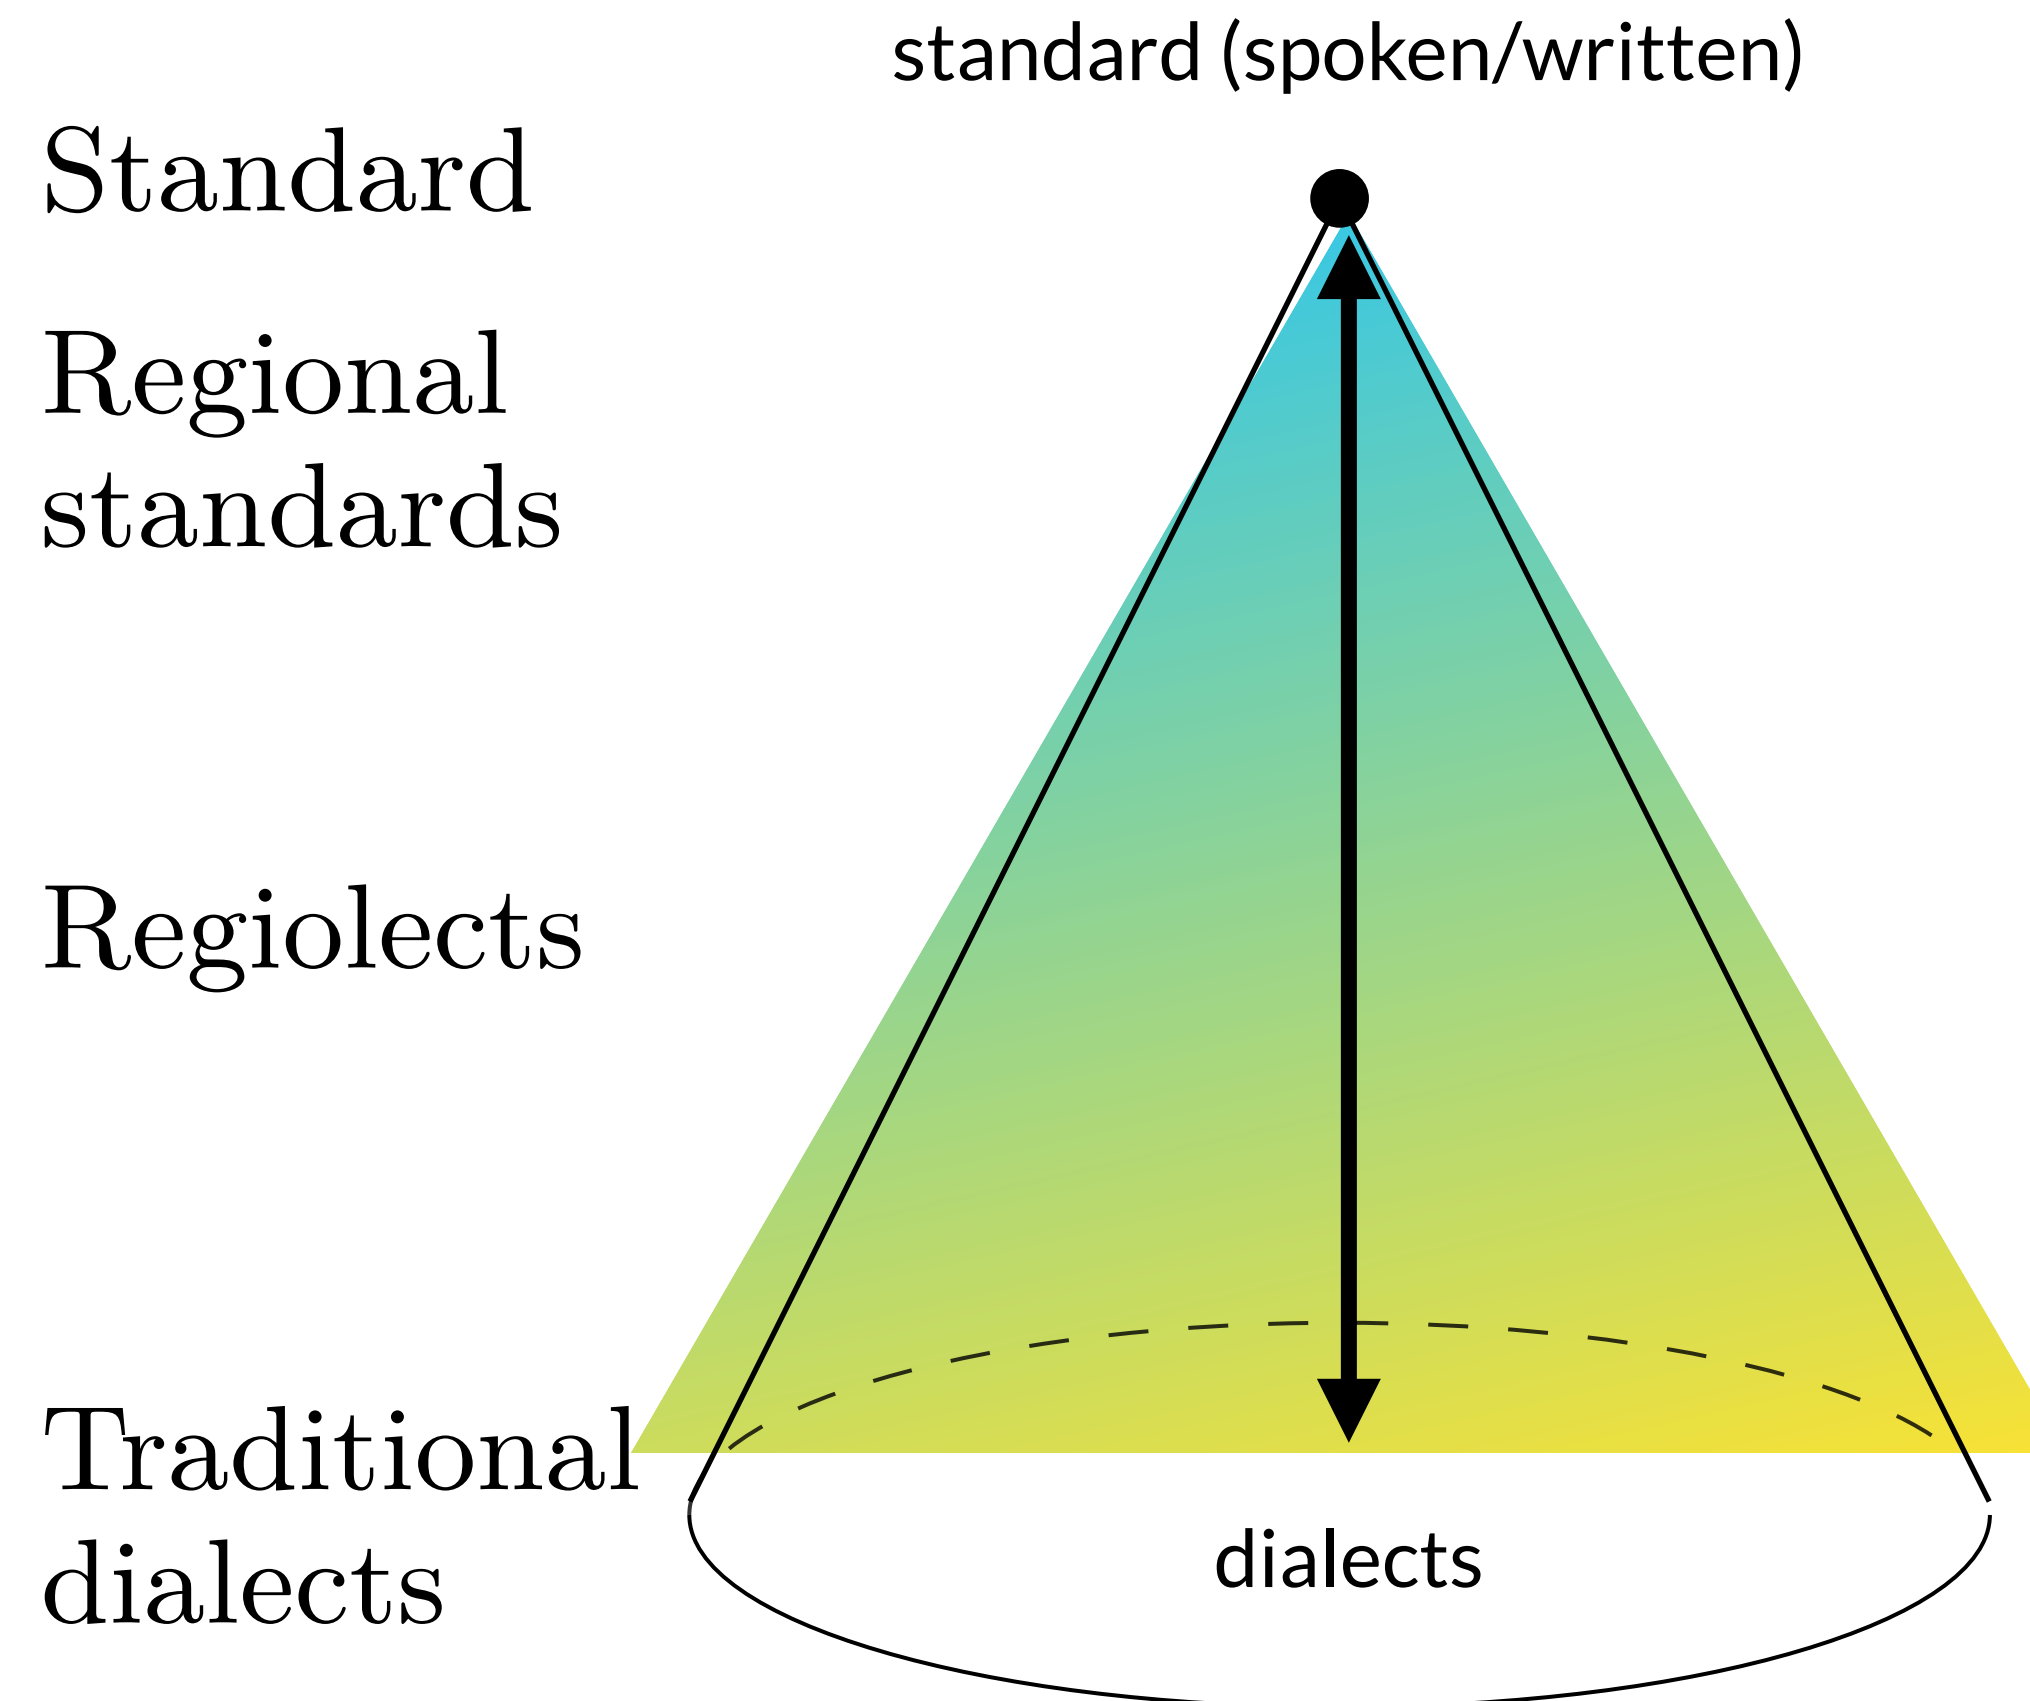 standard (spoken/written)
Standard
Regional
standards
Regiolects
Traditional
dialects
dialects